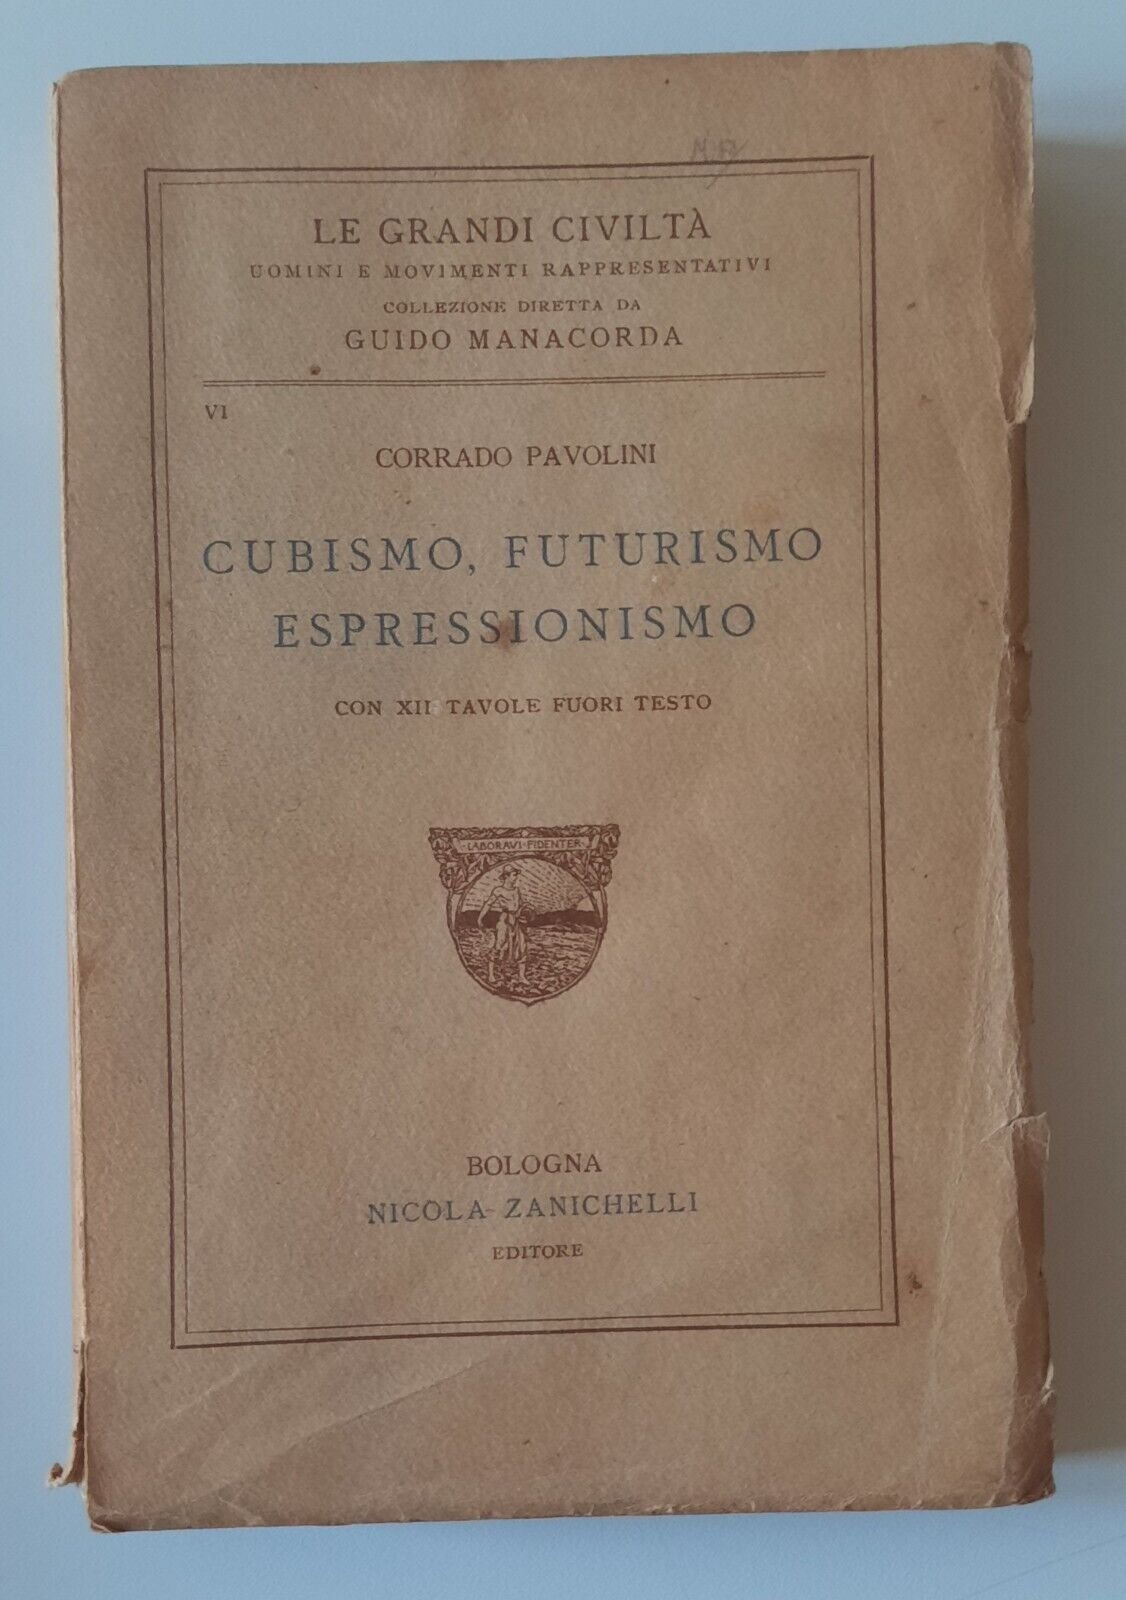 LE GRANDI CIVILTÀ
UOMINI E MOVIMENTI RAPPRESENTATIVI
COLLEZIONE DIRETTA DA
GUIDO MANACORDA
VI
CORRADO PAVOLINI
CUBISMO, FUTURISMO
ESPRESSIONISMO
CON XII TAVOLE FUORI TESTO
LABORAVI FIDENTER
BOLOGNA
NICOLA ZANICHELLI
EDITORE